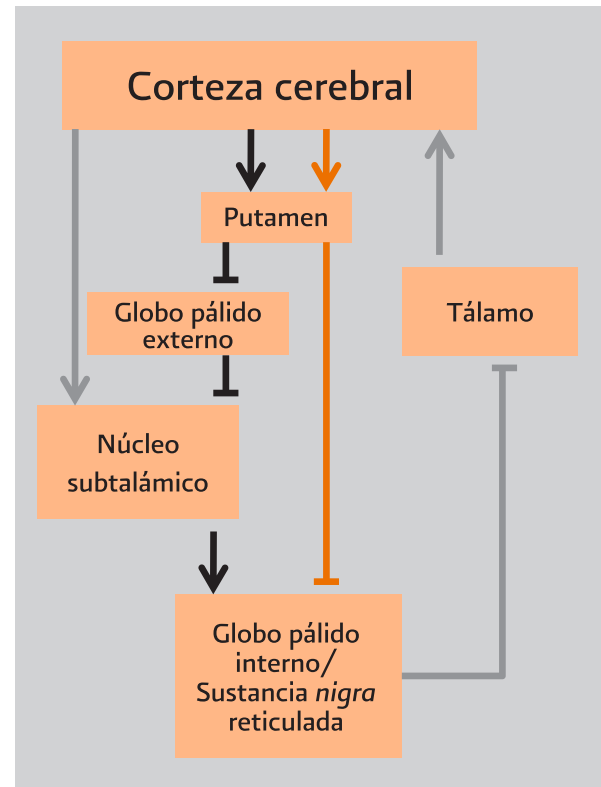 Corteza cerebral
Putamen
Globo pálido
externo
Tálamo
Núcleo
subtalámico
Globo pálido
interno/
Sustancia nigra
reticulada